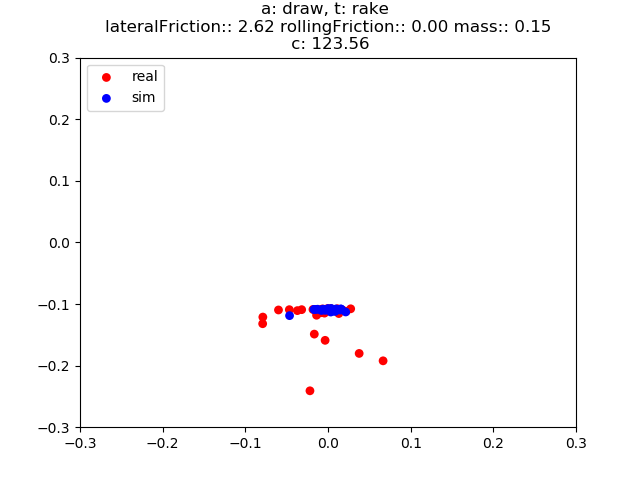 a: draw, t: rake
lateralFriction:: 2.62 rollingFriction:: 0.00 mass:: 0.15
c: 123.56
real
sim
0.3
0.2
0.1
0.0
−0.1
−0.2
−0.3
−0.3 −0.2 −0.1 0.0 0.1 0.2 0.3